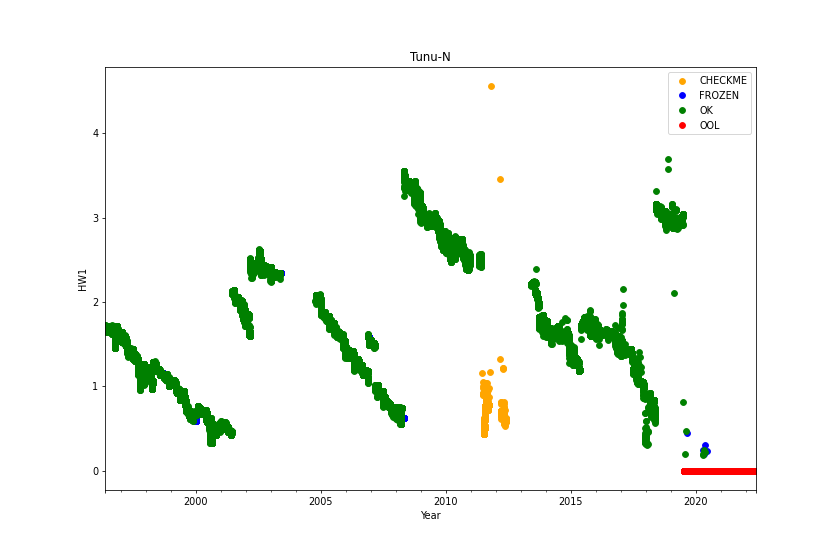 Tunu-N
CHECKME
FROZEN
OK
OOL
HW1
4
3
2
1
0
2000
2005
2010
2015
2020
Year